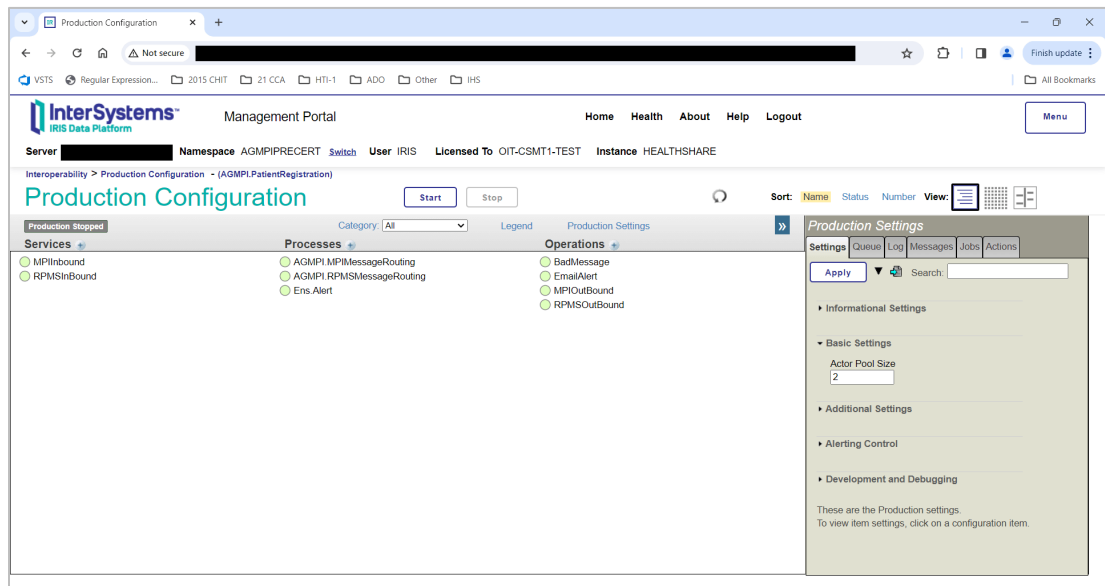 Production Configuration
Not secure
Finish update
VSTS Regular Expression... 2015 CHIT 21 CCA HTI-1 ADO Other IHS All Bookmarks
InterSystems™
IRIS Data Platform
Management Portal
Home Health About Help Logout
Menu
Server Namespace AGMPIPRECERT Switch User IRIS Licensed To OIT-CSMT1-TEST Instance HEALTHSHARE
Interoperability > Production Configuration - (AGMPI.PatientRegistration)
Production Configuration
Start Stop
Sort: Name Status Number View:
Production Stopped
Category: All Legend Production Settings »
Services Processes Operations
MPIInbound AGMPI.MPIMessageRouting BadMessage
RPMSInBound AGMPI.RPMSMessageRouting EmailAlert
Ens.Alert MPIOutBound
RPMSOutBound
Production Settings
Settings Queue Log Messages Jobs Actions
Apply Search:
Informational Settings
Basic Settings
Actor Pool Size
2
Additional Settings
Alerting Control
Development and Debugging
These are the Production settings.
To view item settings, click on a configuration item.